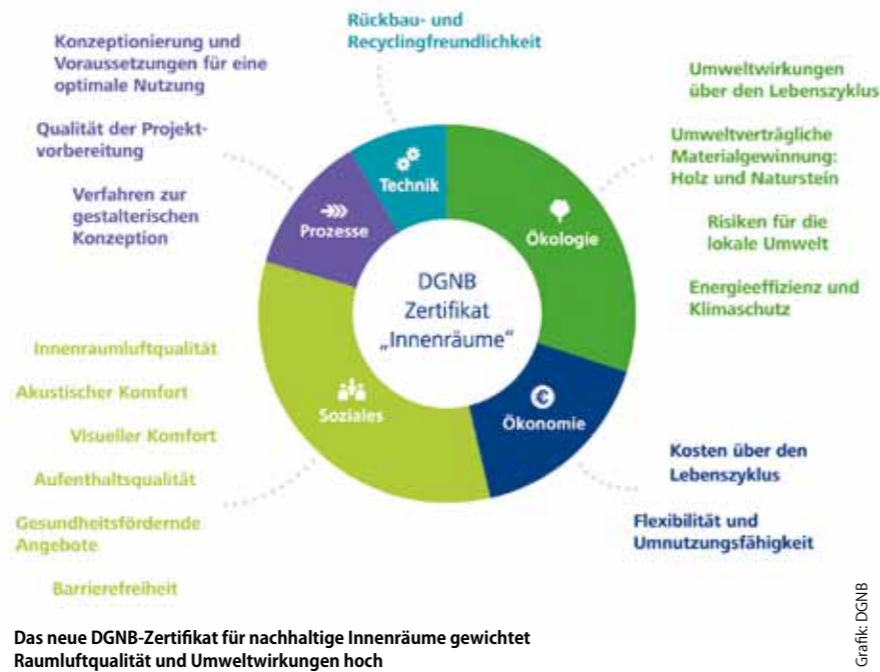 Rückbau- und
Recyclingfreundlichkeit
Konzeptionierung und
Voraussetzungen für eine
optimale Nutzung
Qualität der Projekt-
vorbereitung
Verfahren zur
gestalterischen
Konzeption
Umweltwirkungen
über den Lebenszyklus
Umweltverträgliche
Materialgewinnung:
Holz und Naturstein
Risiken für die
lokale Umwelt
Energieeffizienz und
Klimaschutz
Technik
Prozesse
Ökologie
DGNB
Zertifikat
„Innenräume“
Soziales
€
Ökonomie
Innenraumluftqualität
Akustischer Komfort
Visueller Komfort
Aufenthaltsqualität
Gesundheitsfördernde
Angebote
Barrierefreiheit
Kosten über den
Lebenszyklus
Flexibilität und
Umnutzungsfähigkeit
Das neue DGNB-Zertifikat für nachhaltige Innenräume gewichtet
Raumluftqualität und Umweltwirkungen hoch
Grafik: DGNB